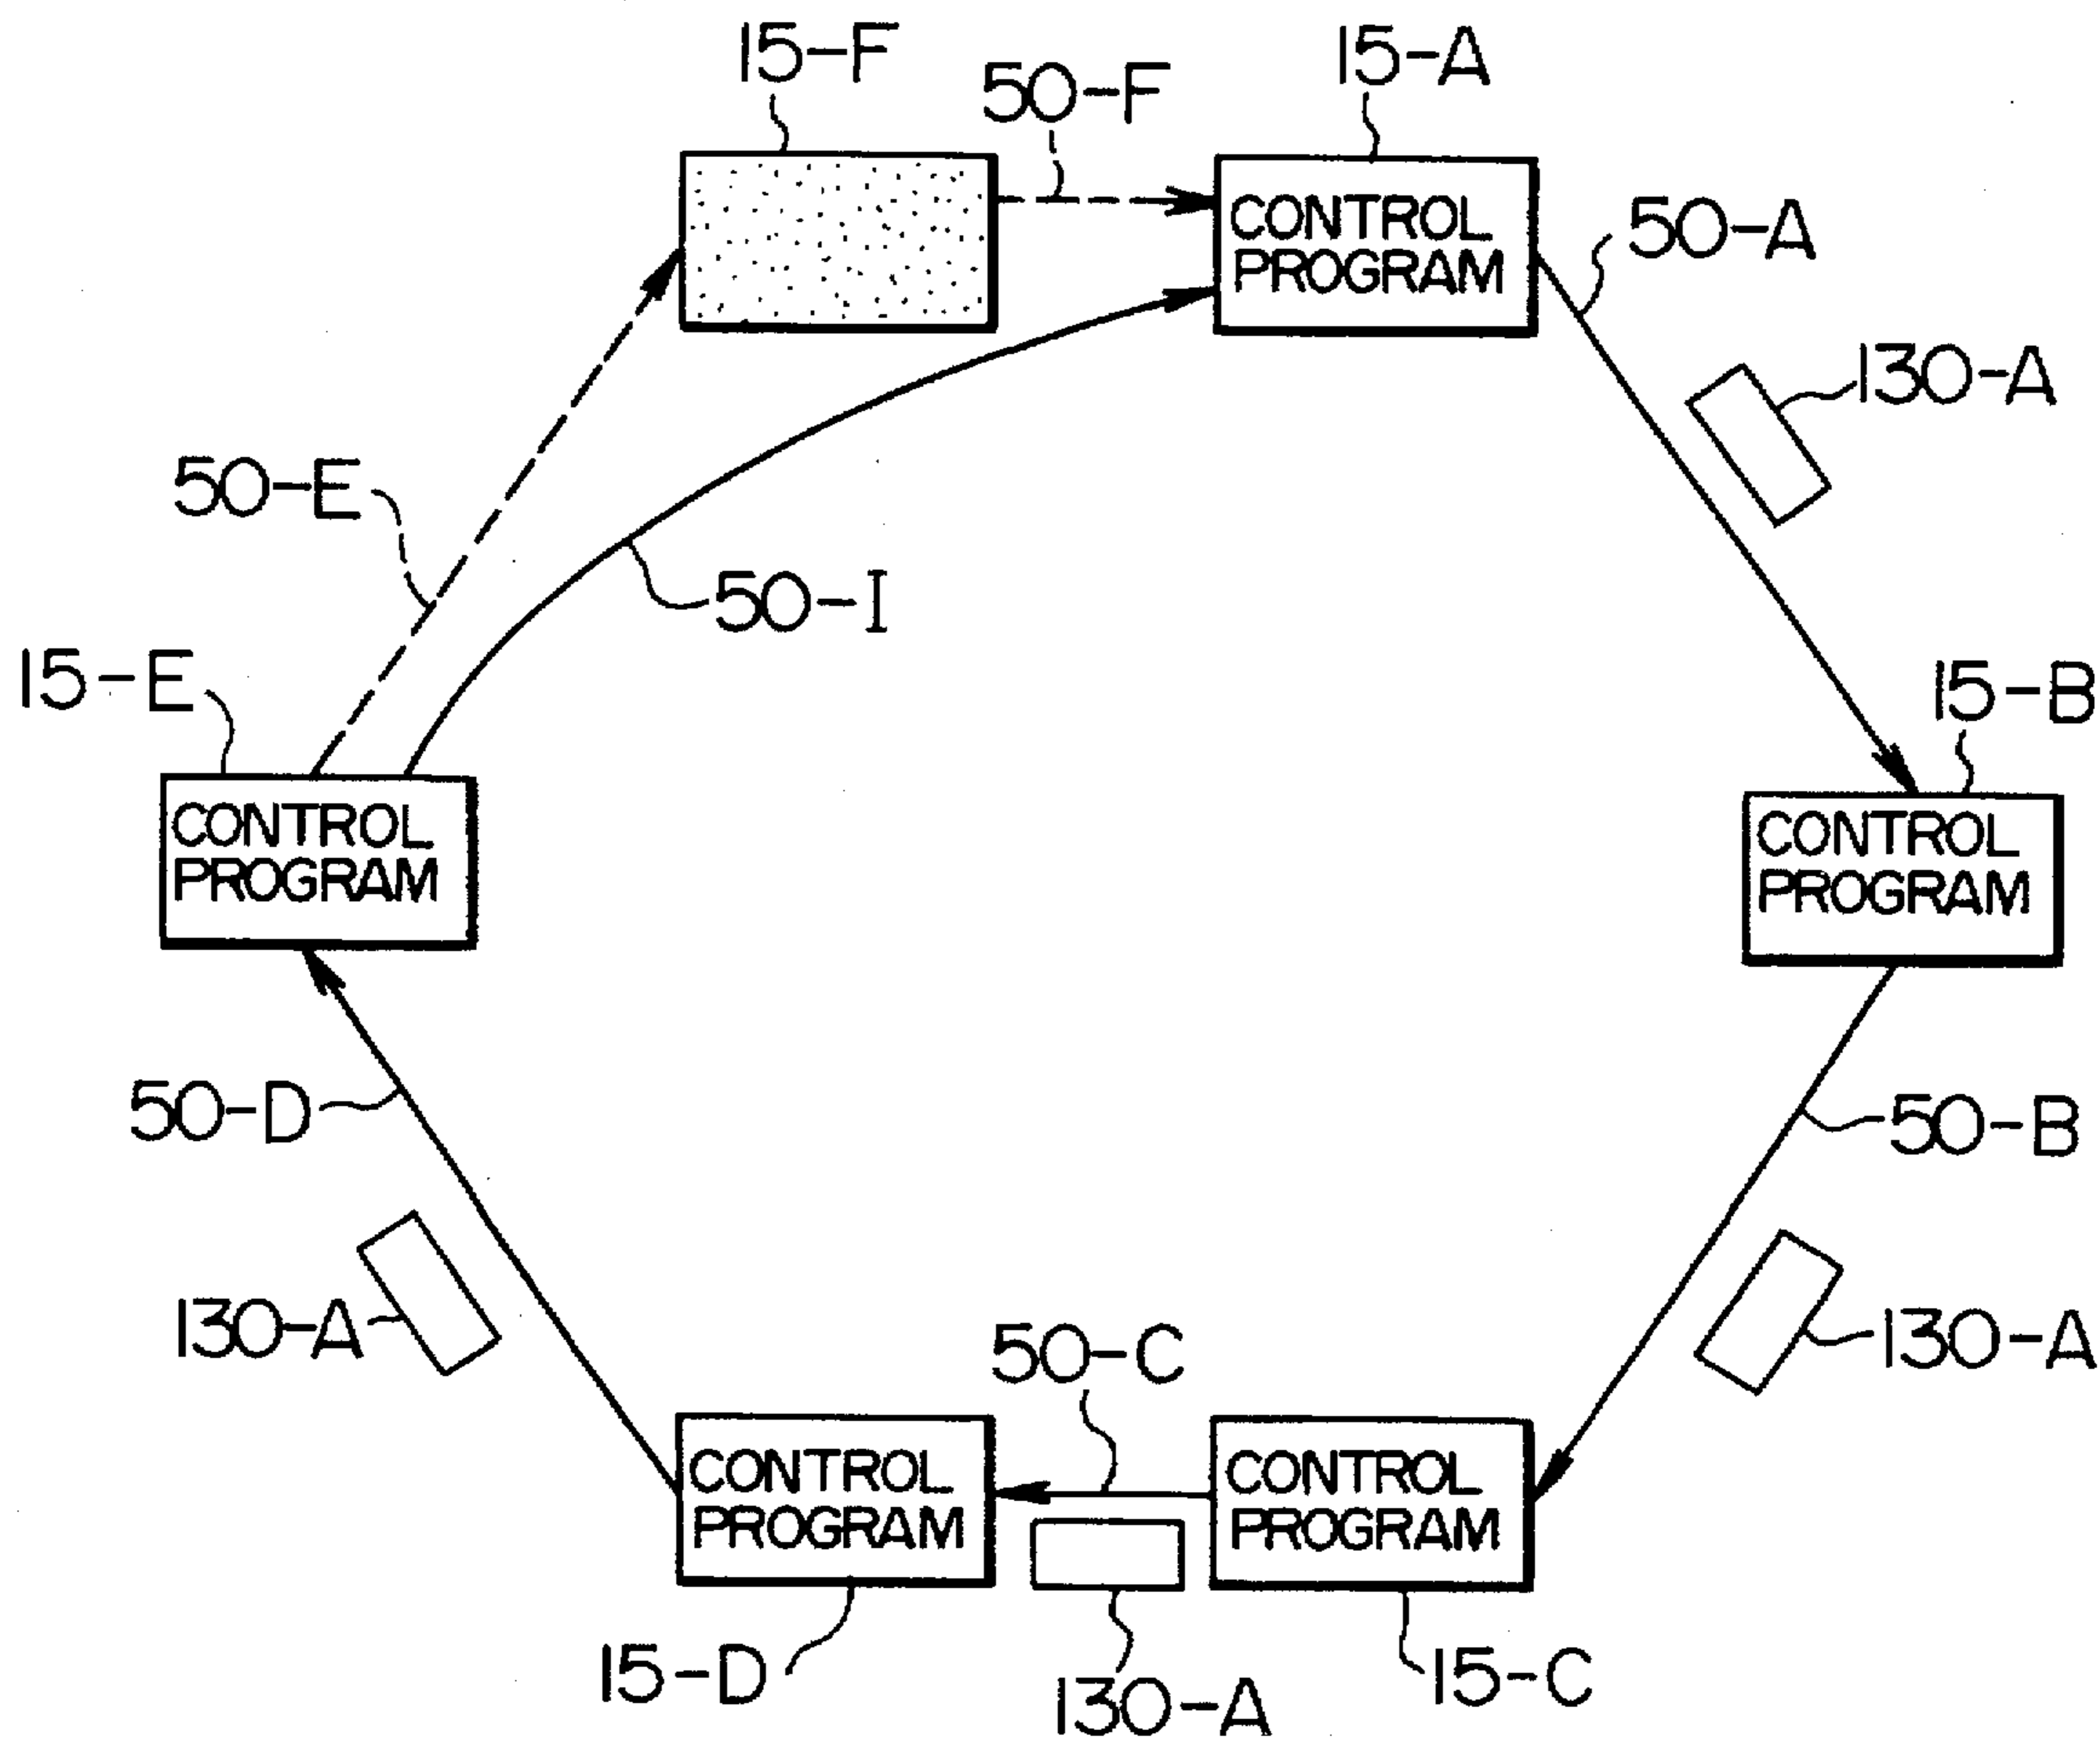 15-F
50-F
15-A
CONTROL
PROGRAM
50-A
130-A
50-E
50-I
15-E
15-B
CONTROL
PROGRAM
CONTROL
PROGRAM
50-D
50-B
130-A
130-A
50-C
CONTROL
PROGRAM
CONTROL
PROGRAM
15-D
130-A
15-C